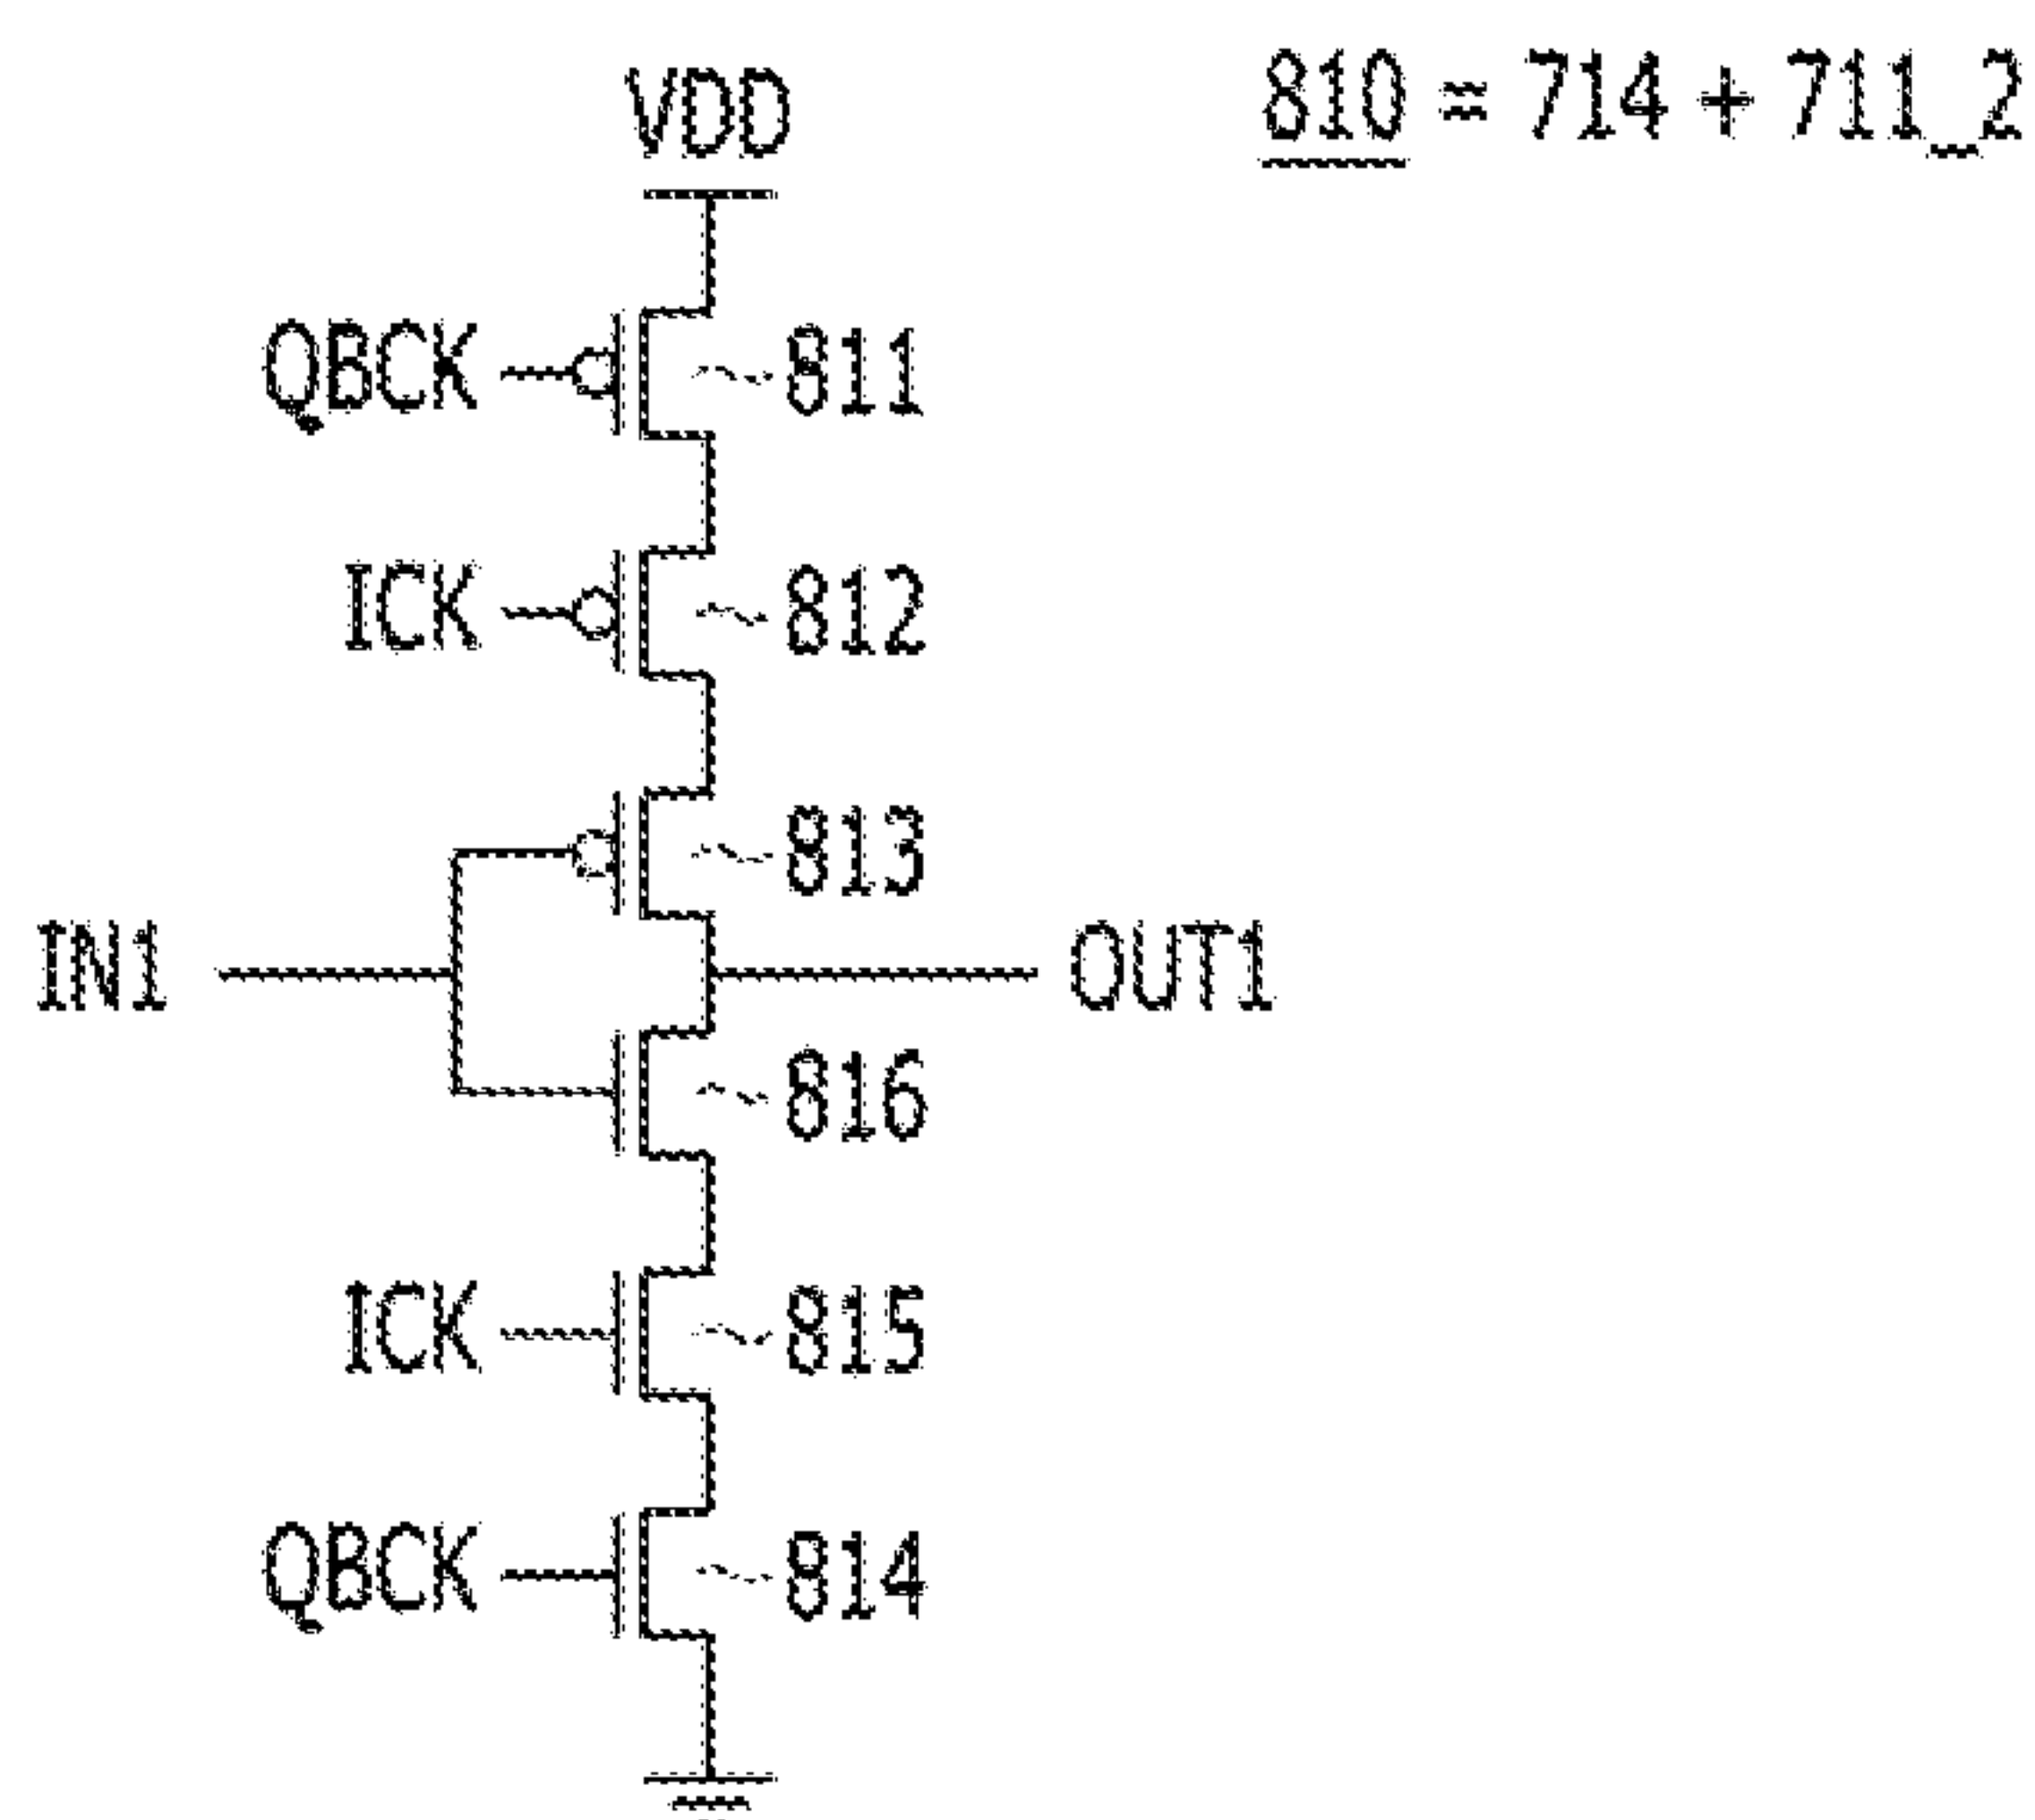 VDD
810 = 714 + 711_2
QBCK 811
ICK 812
813
IN1 OUT1
816
ICK 815
QBCK 814